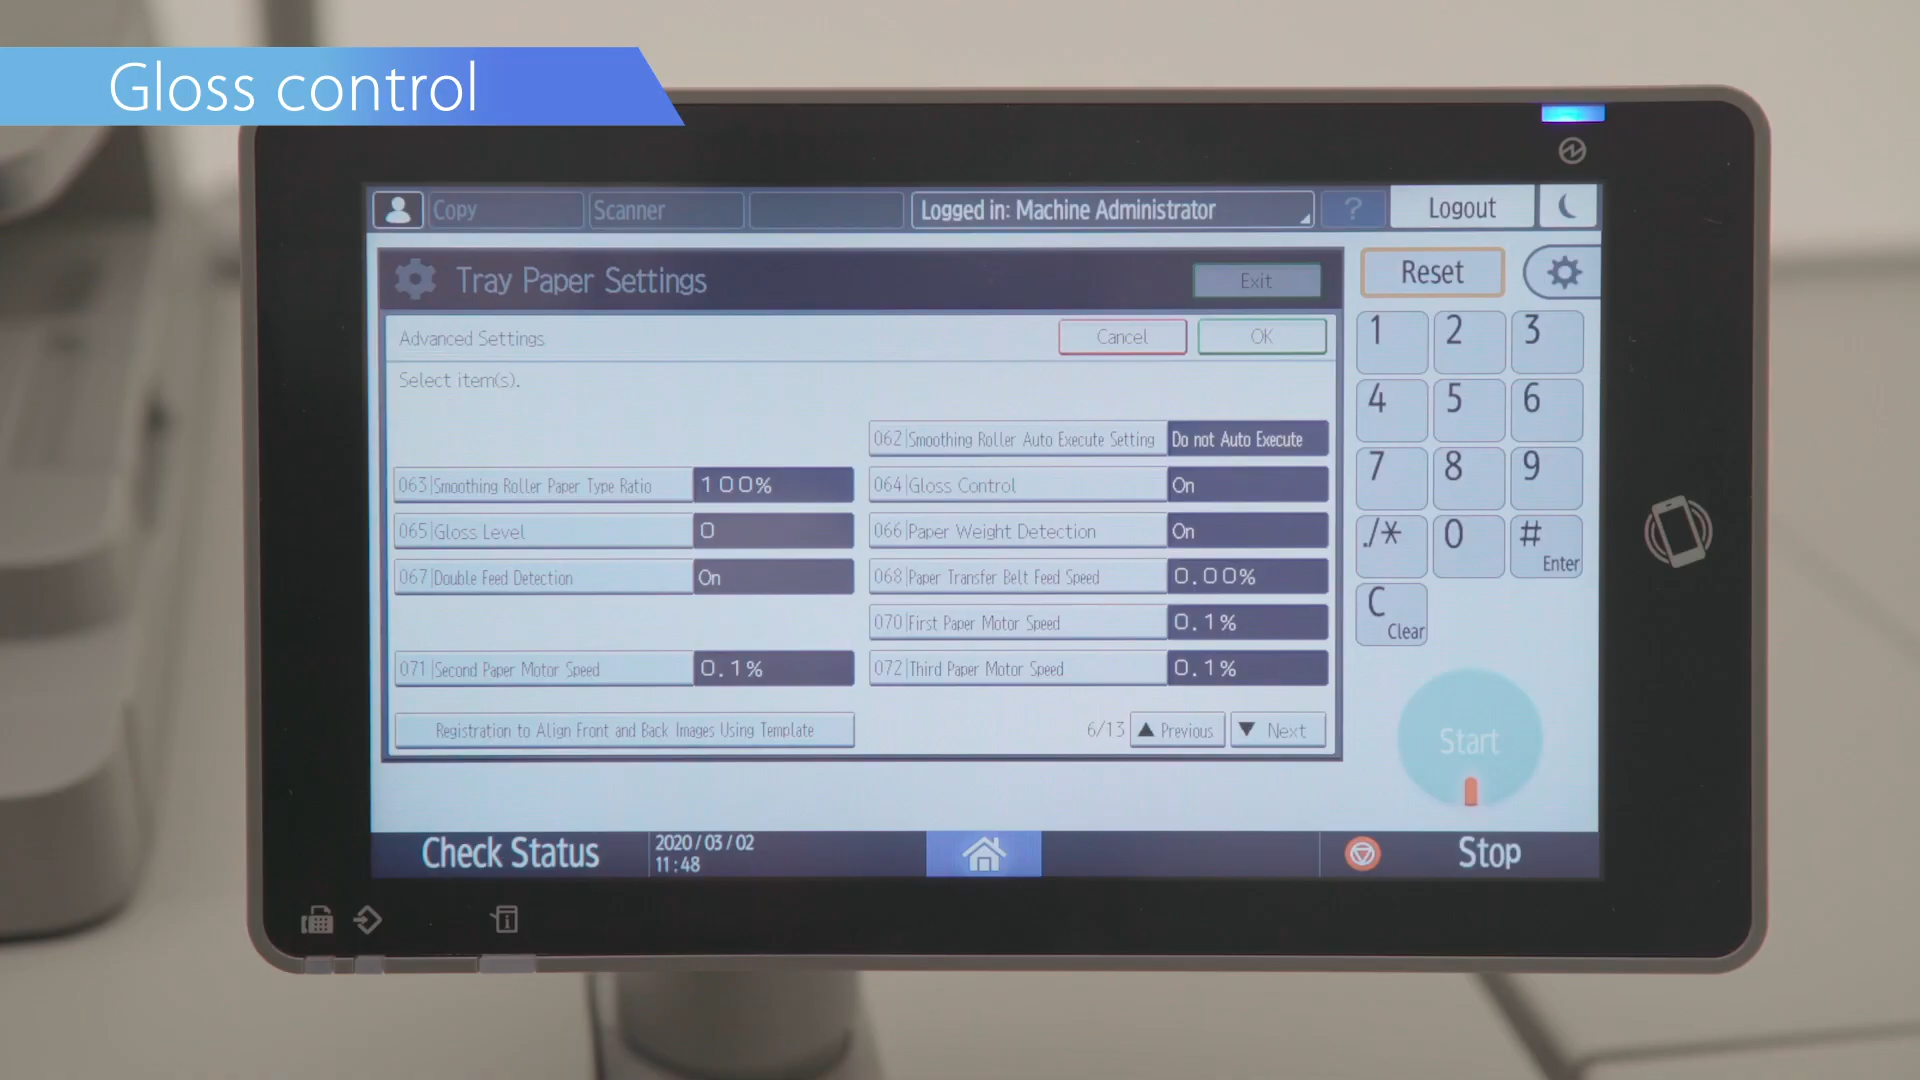 Gloss control
Copy
Scanner
Logged in: Machine Administrator
?
Logout
Tray Paper Settings
Exit
Reset
Advanced Settings
Cancel
OK
Select item(s).
062 Smoothing Roller Auto Execute Setting Do not Auto Execute
063 Smoothing Roller Paper Type Ratio 100%
064 Gloss Control On
065 Gloss Level 0
066 Paper Weight Detection On
067 Double Feed Detection On
068 Paper Transfer Belt Feed Speed 0.00%
070 First Paper Motor Speed 0.1%
071 Second Paper Motor Speed 0.1%
072 Third Paper Motor Speed 0.1%
Registration to Align Front and Back Images Using Template
6/13 ▲ Previous ▼ Next
1 2 3
4 5 6
7 8 9
./* 0 # Enter
C Clear
Start
Check Status
2020/03/02
11:48
Stop